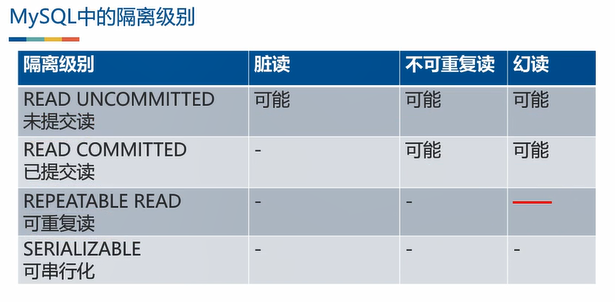 MySQL中的隔离级别
隔离级别 脏读 不可重复读 幻读
READ UNCOMMITTED 可能 可能 可能
未提交读
READ COMMITTED - 可能 可能
已提交读
REPEATABLE READ - -
可重复读
SERIALIZABLE - - -
可串行化